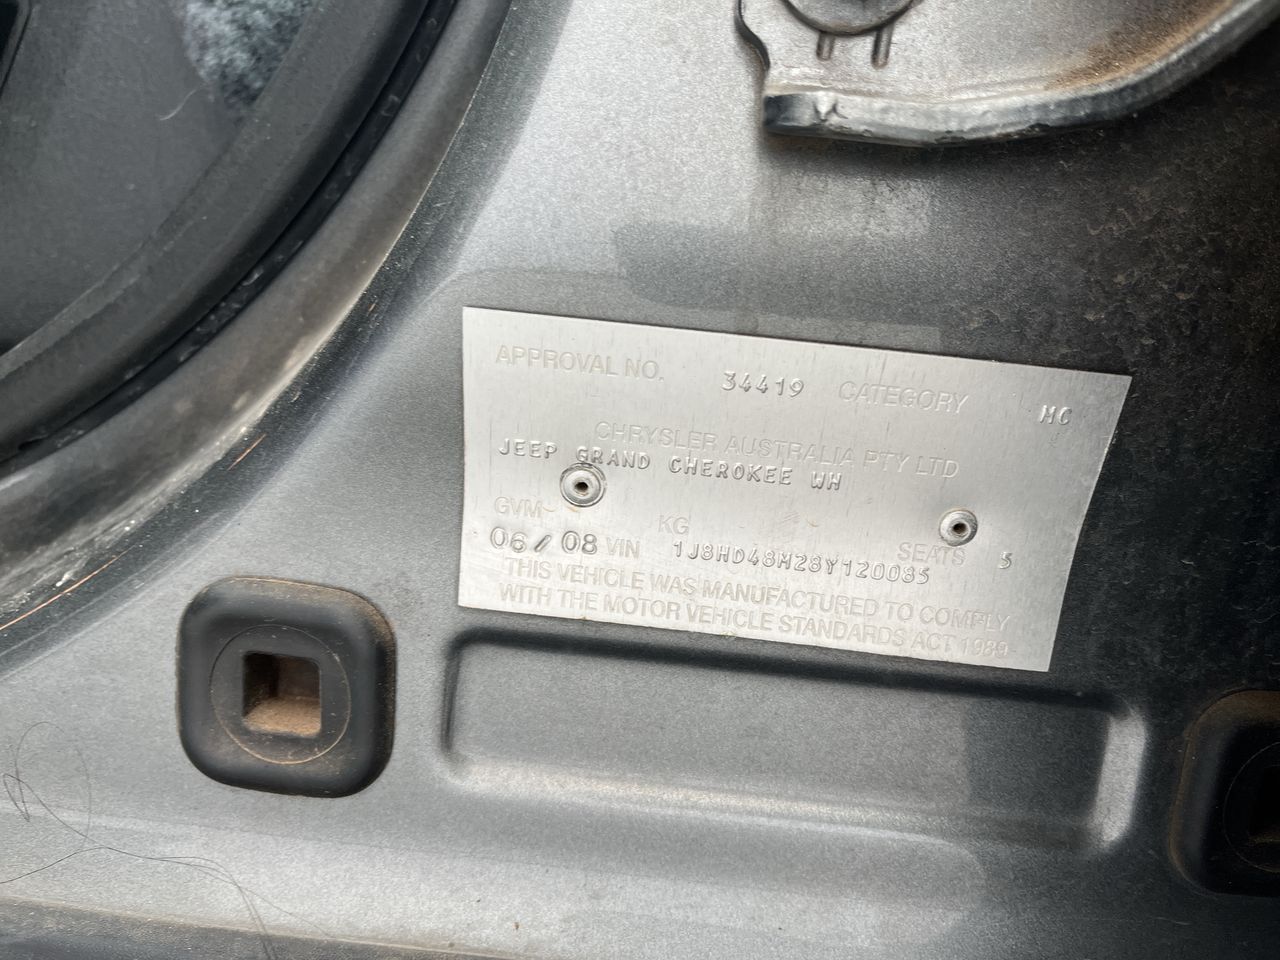 APPROVAL NO. 34419 CATEGORY MC
CHRYSLER AUSTRALIA PTY LTD
JEEP GRAND CHEROKEE WH
GVM KG SEATS 5
06/08 VIN 1J8HD48M28Y120085
THIS VEHICLE WAS MANUFACTURED TO COMPLY
WITH THE MOTOR VEHICLE STANDARDS ACT 1989